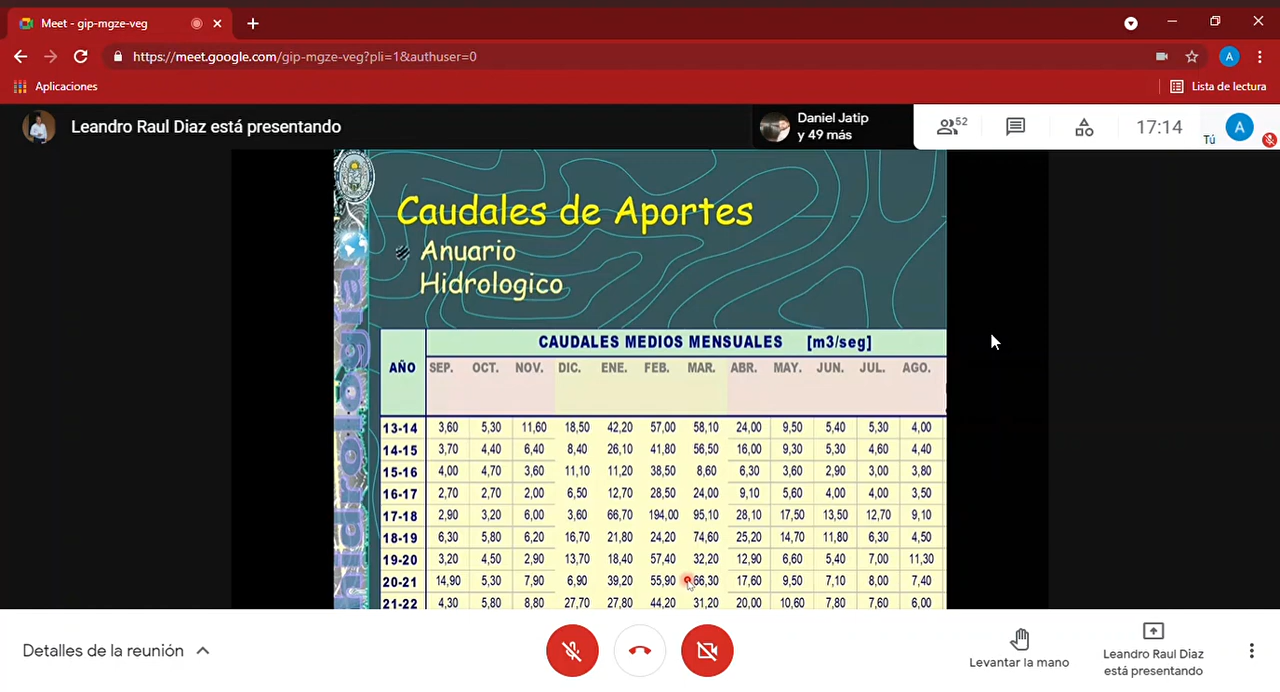 Meet - gip-mgze-veg
https://meet.google.com/gip-mgze-veg?pli=1&authuser=0
A
Aplicaciones
Lista de lectura
Leandro Raul Diaz está presentando
Daniel Jatip
y 49 más
52
17:14
Tú
A
Caudales de Aportes
Anuario
Hidrologico
Hidrologia
CAUDALES MEDIOS MENSUALES [m3/seg]
AÑO SEP. OCT. NOV. DIC. ENE. FEB. MAR. ABR. MAY. JUN. JUL. AGO.
13-14 3,60 5,30 11,60 18,50 42,20 57,00 58,10 24,00 9,50 5,40 5,30 4,00
14-15 3,70 4,40 6,40 8,40 26,10 41,80 56,50 16,00 9,30 5,30 4,60 4,40
15-16 4,00 4,70 3,60 11,10 11,20 38,50 8,60 6,30 3,60 2,90 3,00 3,80
16-17 2,70 2,70 2,00 6,50 12,70 28,50 24,00 9,10 5,60 4,00 4,00 3,50
17-18 2,90 3,20 6,00 3,60 66,70 194,00 95,10 28,10 17,50 13,50 12,70 9,10
18-19 6,30 5,80 6,20 16,70 21,80 24,20 74,60 25,20 14,70 11,80 6,30 4,50
19-20 3,20 4,50 2,90 13,70 18,40 57,40 32,20 12,90 6,60 5,40 7,00 11,30
20-21 14,90 5,30 7,90 6,90 39,20 55,90 66,30 17,60 9,50 7,10 8,00 7,40
21-22 4,30 5,80 8,80 27,70 27,80 44,20 31,20 20,00 10,60 7,80 7,60 6,00
Detalles de la reunión
Levantar la mano
Leandro Raul Diaz
está presentando